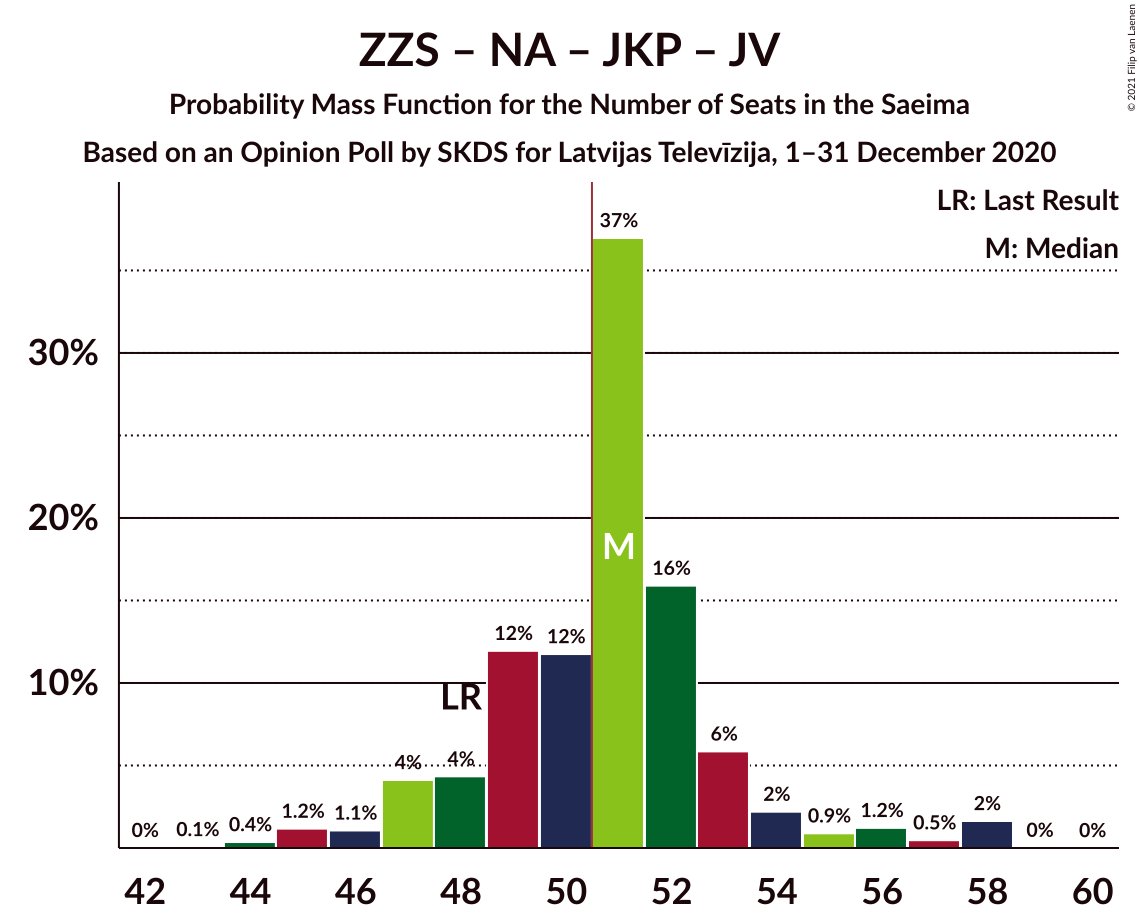 ZZS – NA – JKP – JV
Probability Mass Function for the Number of Seats in the Saeima
Based on an Opinion Poll by SKDS for Latvijas Televīzija, 1–31 December 2020
© 2021 Filip van Laenen
LR: Last Result
M: Median
30%
20%
10%
0%
0.1%
0.4%
1.2%
1.1%
4%
4%
LR
12%
12%
37%
M
16%
6%
2%
0.9%
1.2%
0.5%
2%
0%
0%
42 44 46 48 50 52 54 56 58 60